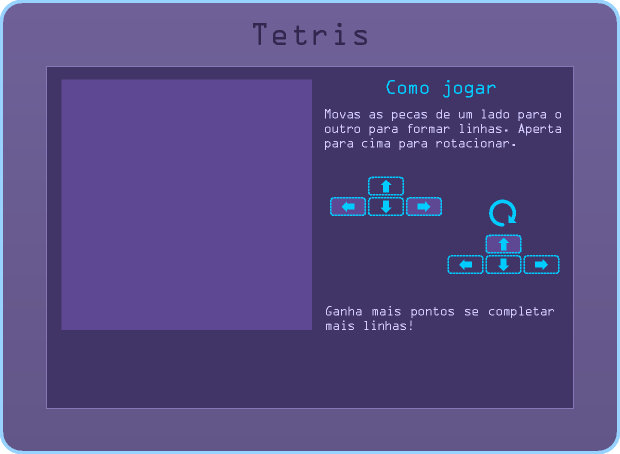 Tetris
Como jogar
Movas as pecas de um lado para o
outro para formar linhas. Aperta
para cima para rotacionar.
Ganha mais pontos se completar
mais linhas!